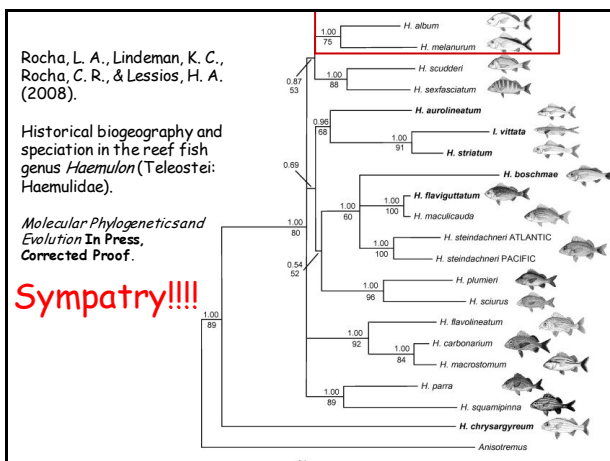 Rocha, L. A., Lindeman, K. C.,
Rocha, C. R., & Lessios, H. A.
(2008).
Historical biogeography and
speciation in the reef fish
genus Haemulon (Teleostei:
Haemulidae).
Molecular Phylogenetics and
Evolution In Press,
Corrected Proof.
Sympatry!!!!
H. album
1.00
75
H. melanurum
0.87
53
H. scudderi
1.00
88
H. sexfasciatum
H. aurolineatum
0.96
68
I. vittata
1.00
91
H. striatum
0.69
H. boschmae
H. flaviguttatum
1.00
60
1.00
100
H. maculicauda
1.00
80
H. steindachneri ATLANTIC
1.00
100
H. steindachneri PACIFIC
0.54
52
H. plumieri
1.00
96
H. sciurus
1.00
89
H. flavolineatum
1.00
92
H. carbonarium
1.00
84
H. macrostomum
H. parra
1.00
89
H. squamipinna
H. chrysargyreum
Anisotremus